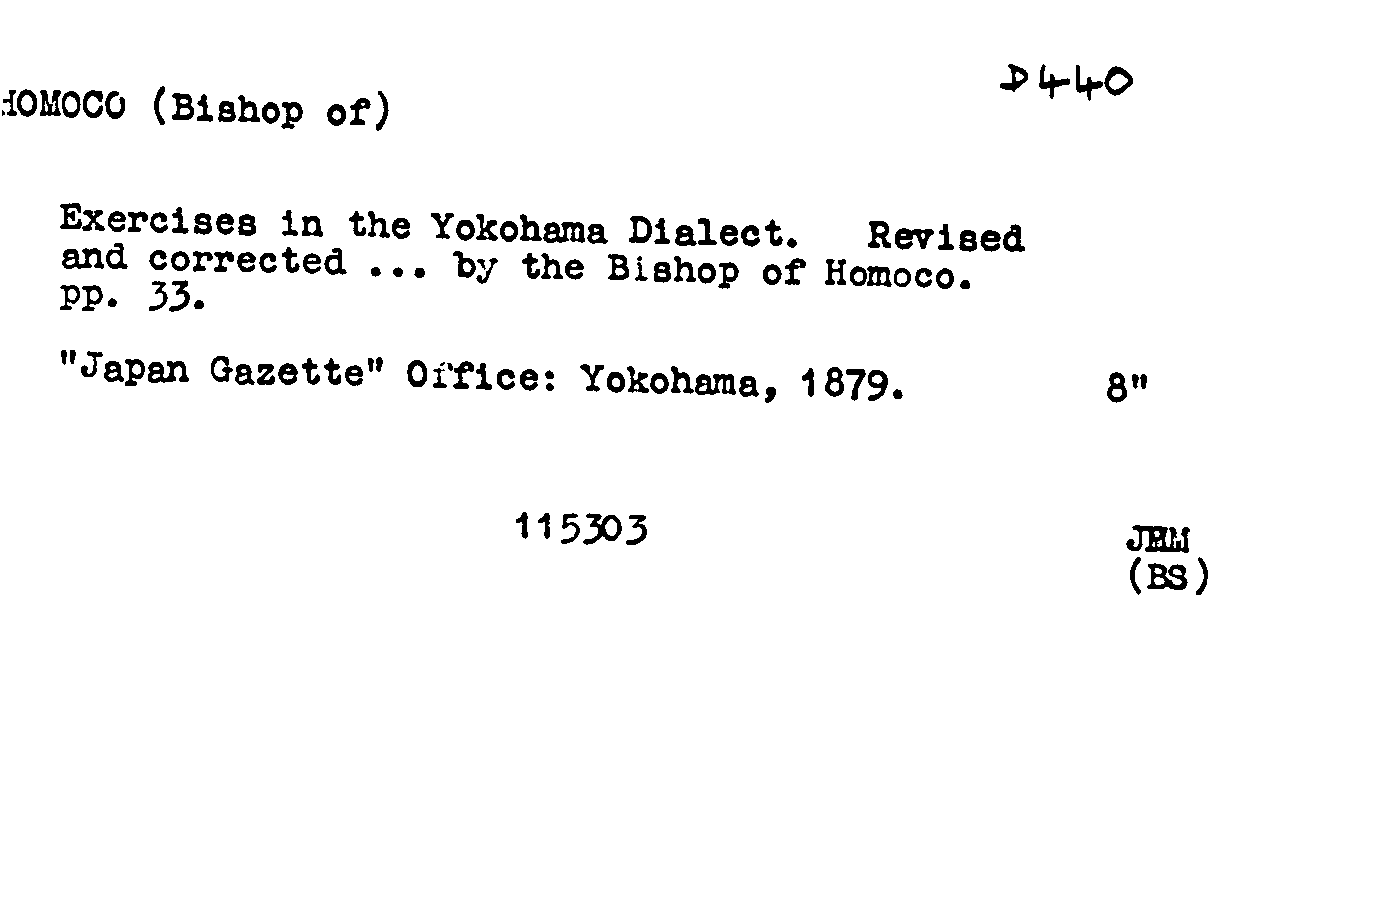 D440
HOMOCO (Bishop of)
Exercises in the Yokohama Dialect. Revised
and corrected ... by the Bishop of Homoco.
pp. 33.
"Japan Gazette" Office: Yokohama, 1879. 8"
115303
JHM
(BS)